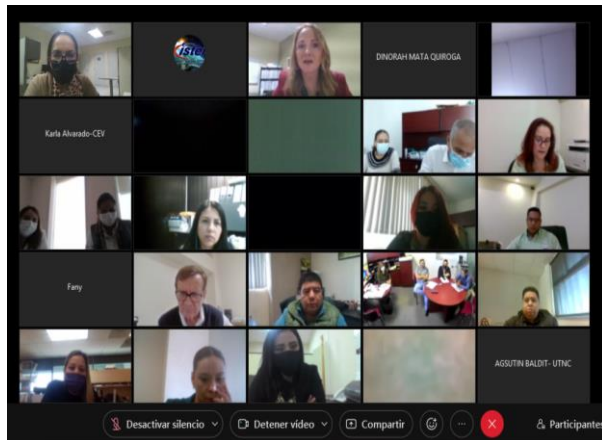 iste
DINORAH MATA QUIROGA
Karla Alvarado-CEV
Fany
AGSUTIN BALDIT- UTNC
Desactivar silencio
Detener vídeo
Compartir
Participantes